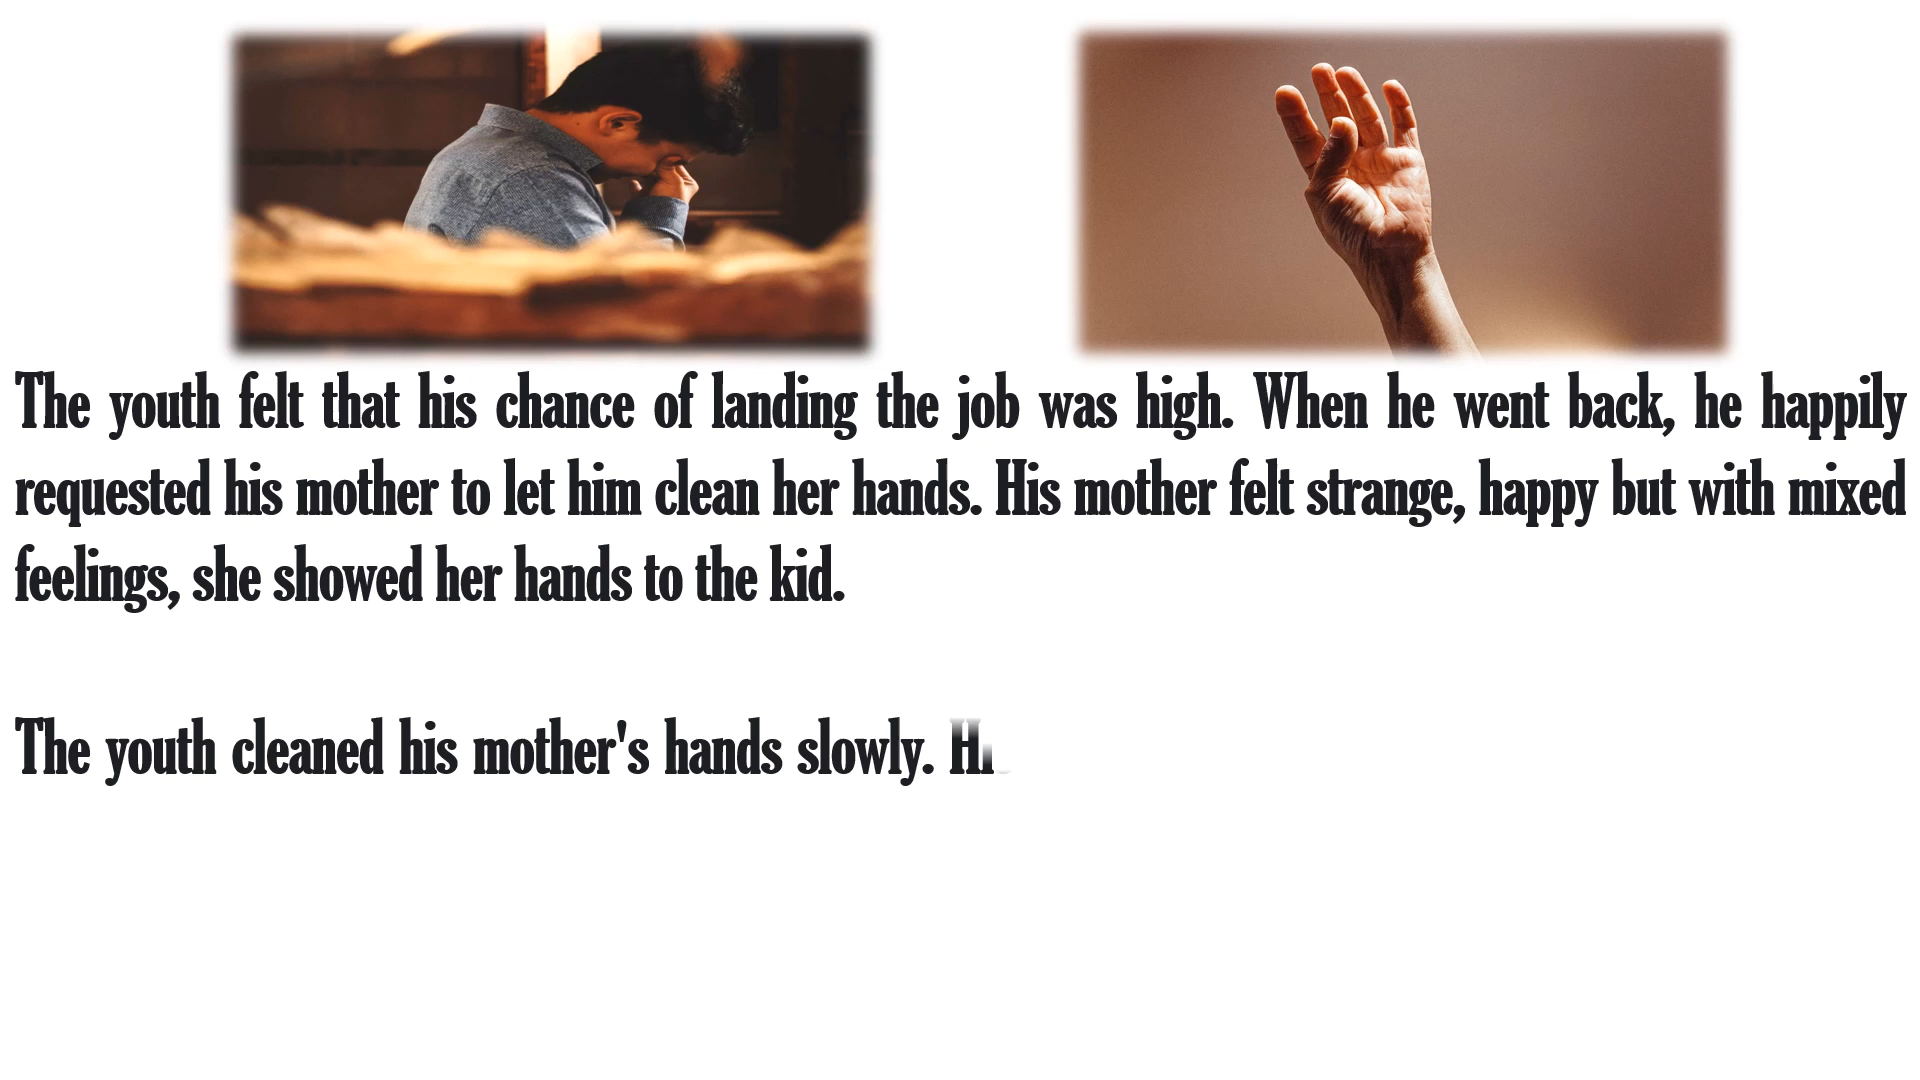 The youth felt that his chance of landing the job was high. When he went back, he happily
requested his mother to let him clean her hands. His mother felt strange, happy but with mixed
feelings, she showed her hands to the kid.
The youth cleaned his mother's hands slowly.